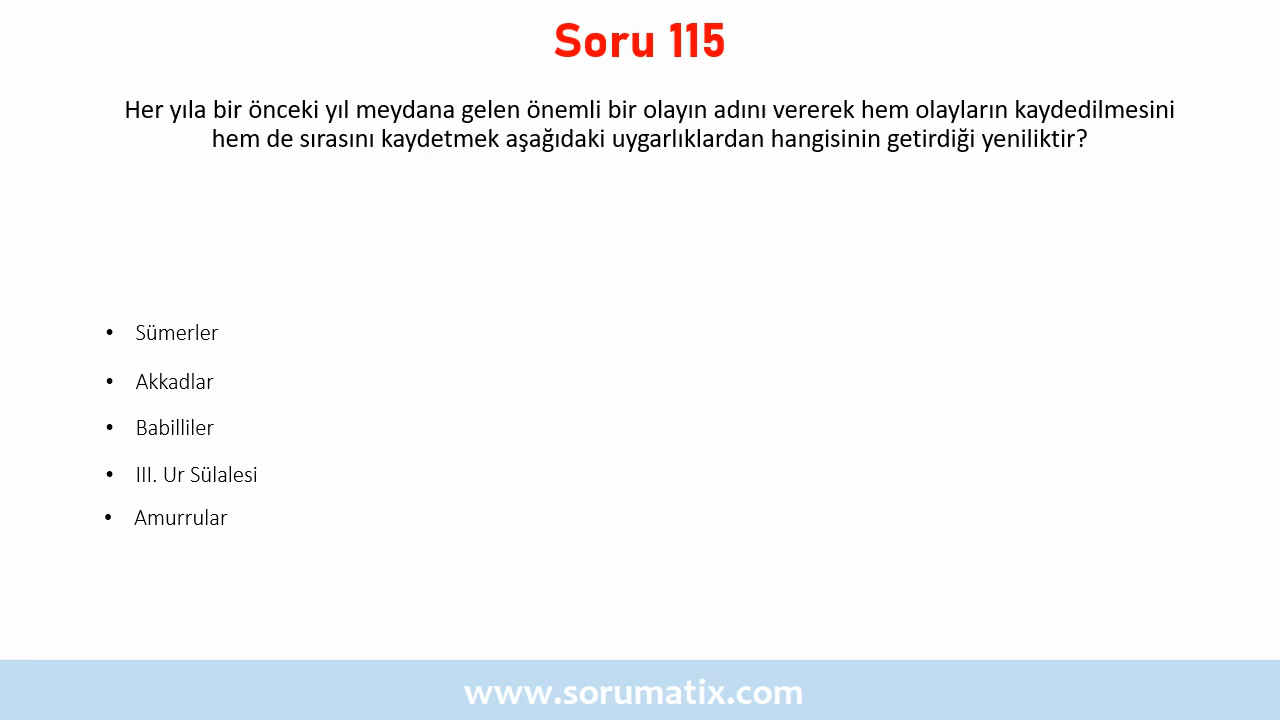 Soru 115
Her yıla bir önceki yıl meydana gelen önemli bir olayın adını vererek hem olayların kaydedilmesini
hem de sırasını kaydetmek aşağıdaki uygarlıklardan hangisinin getirdiği yeniliktir?
• Sümerler
• Akkadlar
• Babilliler
• III. Ur Sülalesi
• Amurrular
www.sorumatix.com